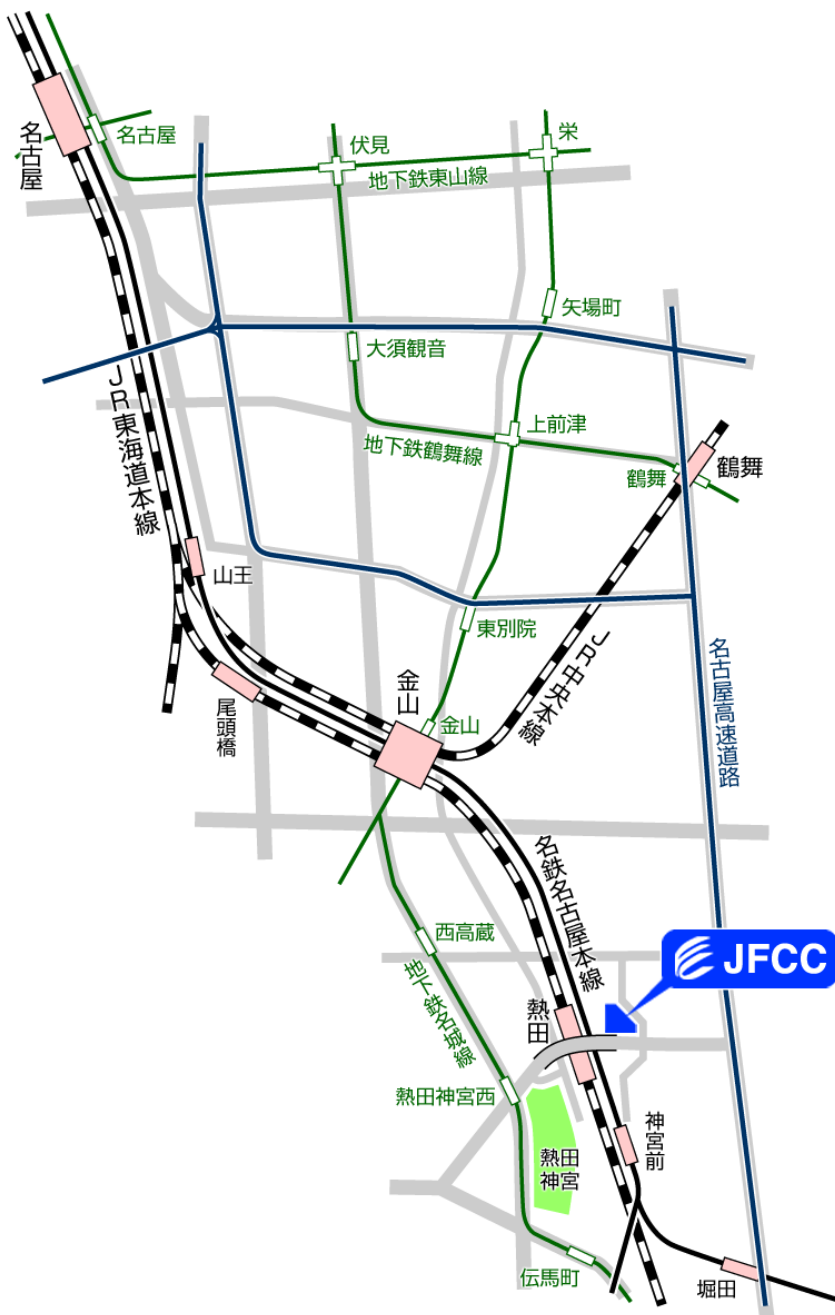 名古屋
名古屋
伏見
栄
地下鉄東山線
矢場町
大須観音
JR東海道本線
上前津
地下鉄鶴舞線
鶴舞
鶴舞
山王
東別院
JR中央本線
名古屋高速道路
金山
金山
尾頭橋
名鉄名古屋本線
西高蔵
JFCC
地下鉄名城線
熱田
熱田神宮西
神宮前
熱田
神宮
伝馬町
堀田